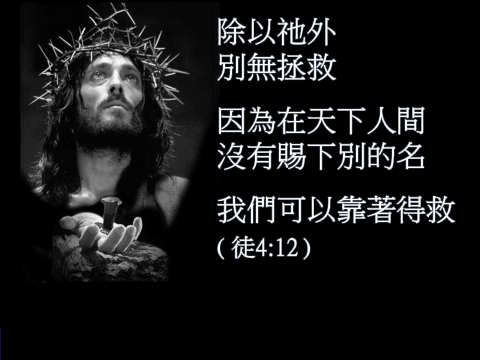 除以祂外
別無拯救
因為在天下人間
沒有賜下別的名
我們可以靠著得救
( 徒4:12 )